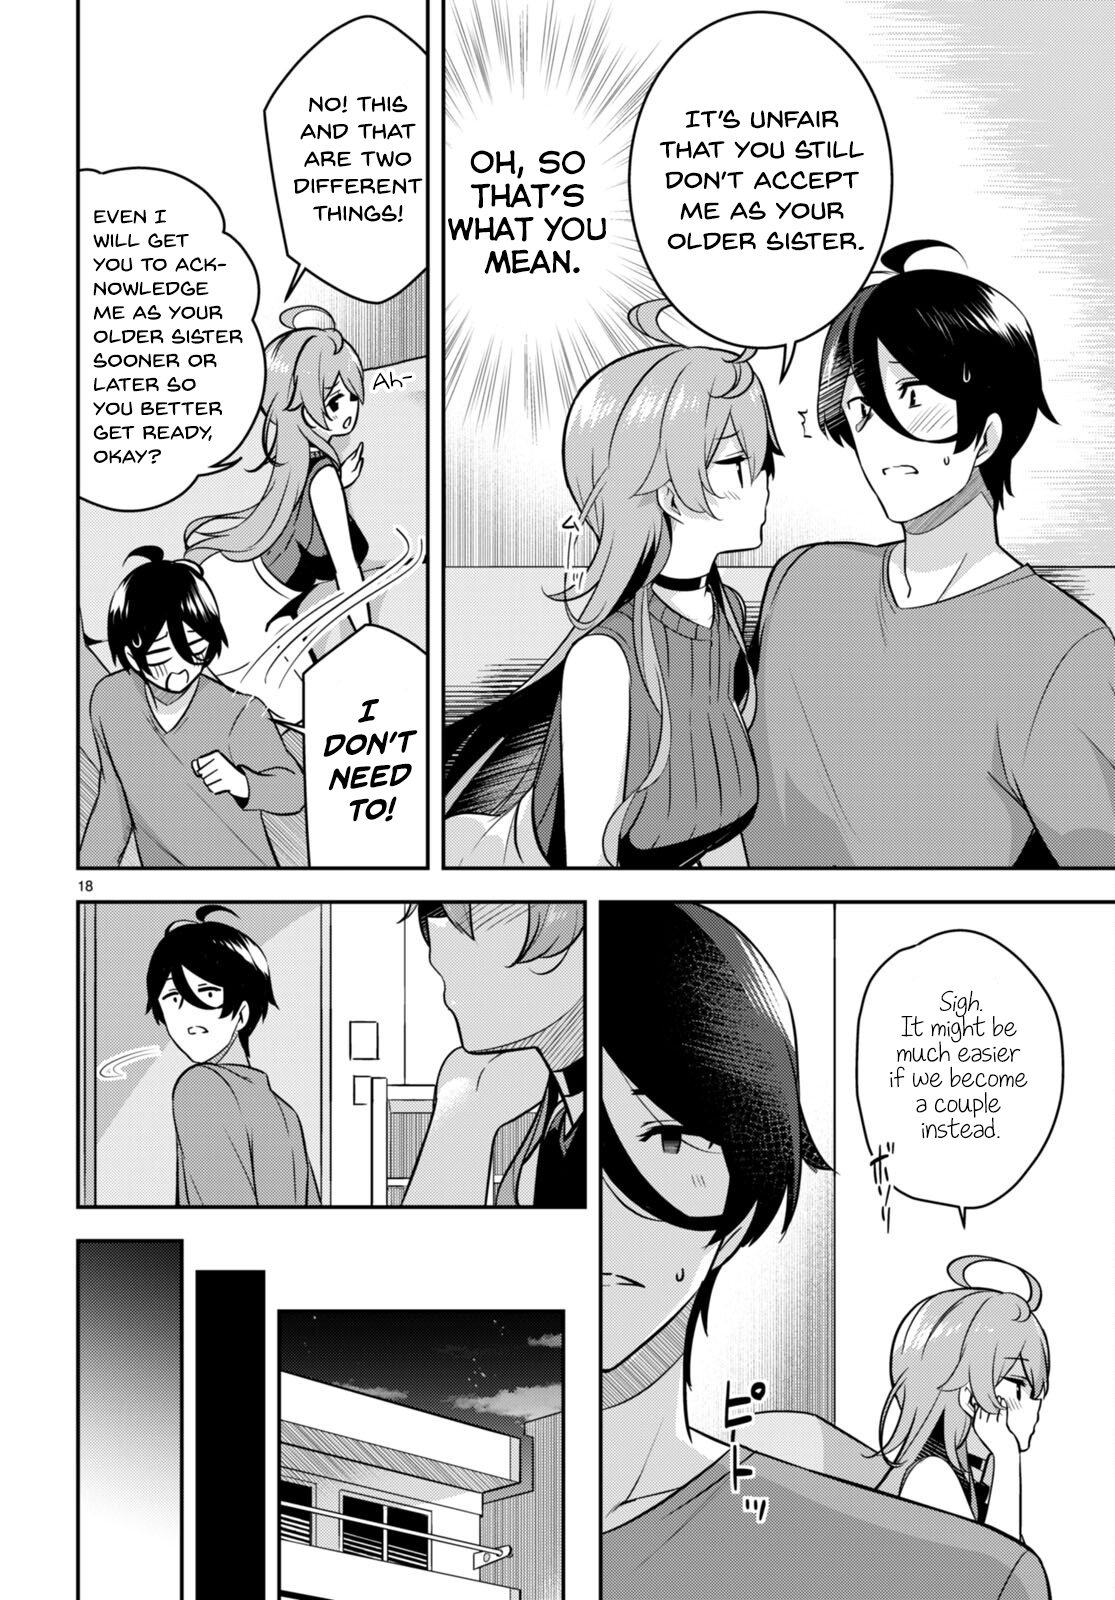 IT'S UNFAIR
THAT YOU STILL
DON'T ACCEPT
ME AS YOUR
OLDER SISTER.
OH, SO
THAT'S
WHAT YOU
MEAN.
NO! THIS
AND THAT
ARE TWO
DIFFERENT
THINGS!
Ah-
EVEN I
WILL GET
YOU TO ACK-
NOWLEDGE
ME AS YOUR
OLDER SISTER
SOONER OR
LATER SO
YOU BETTER
GET READY,
OKAY?
I
DON'T
NEED
TO!
18
Sigh.
It might be
much easier
if we become
a couple
instead.
ボソッ
ピトー